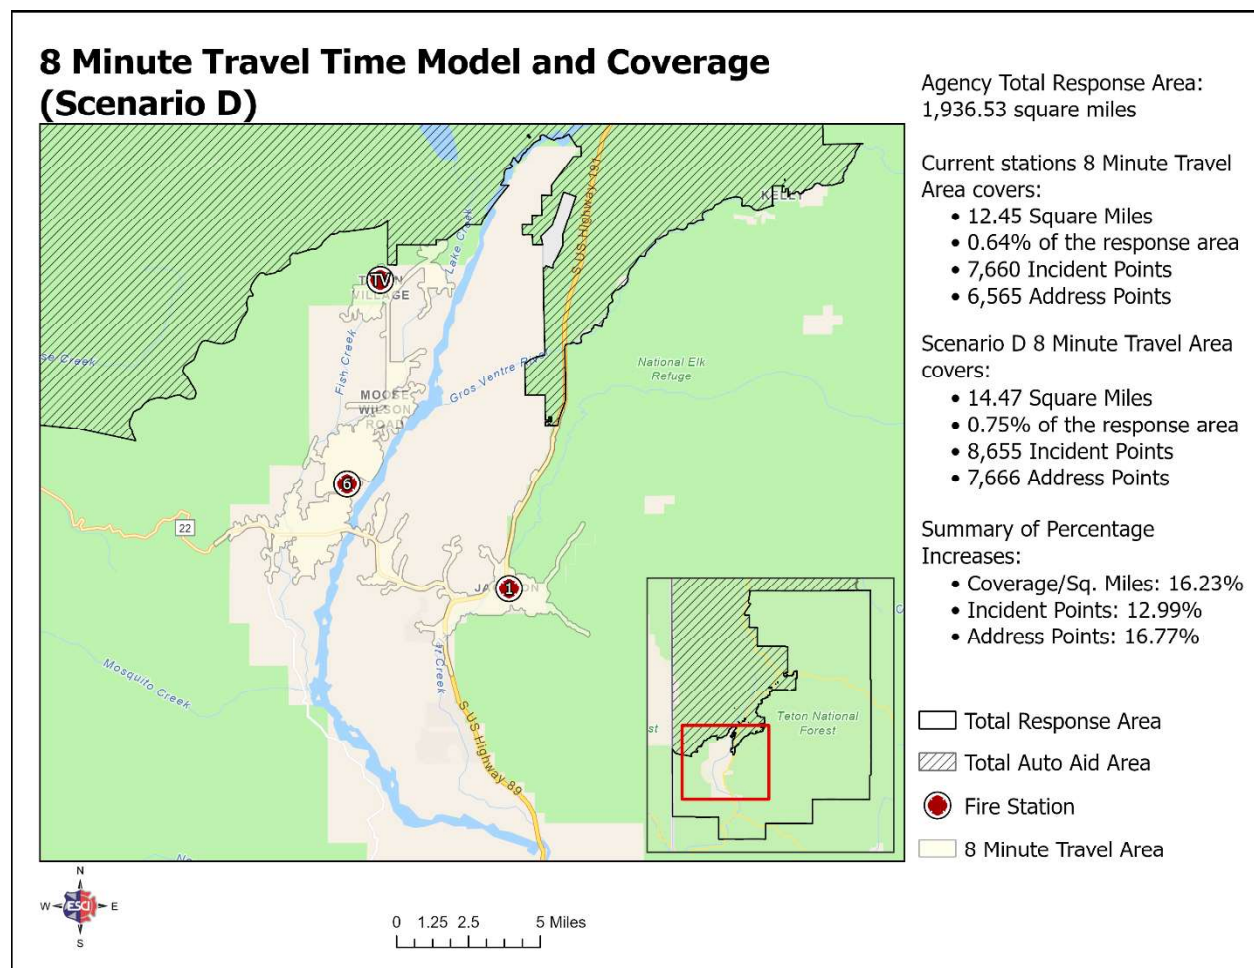 8 Minute Travel Time Model and Coverage
(Scenario D)
Agency Total Response Area:
1,936.53 square miles
Current stations 8 Minute Travel
Area covers:
• 12.45 Square Miles
• 0.64% of the response area
• 7,660 Incident Points
• 6,565 Address Points
Scenario D 8 Minute Travel Area
covers:
• 14.47 Square Miles
• 0.75% of the response area
• 8,655 Incident Points
• 7,666 Address Points
Summary of Percentage
Increases:
• Coverage/Sq. Miles: 16.23%
• Incident Points: 12.99%
• Address Points: 16.77%
Total Response Area
Total Auto Aid Area
Fire Station
8 Minute Travel Area
S US Highway 191
KELLY
Lake Creek
TV
VILLAGE
Fish Creek
se Creek
Gros Ventre River
National Elk
Refuge
MOOSE
WILSON
ROAD
6
22
1
Mosquito Creek
S US Highway 89
Teton National
Forest
st
N
W
ESCI
E
S
0 1.25 2.5 5 Miles